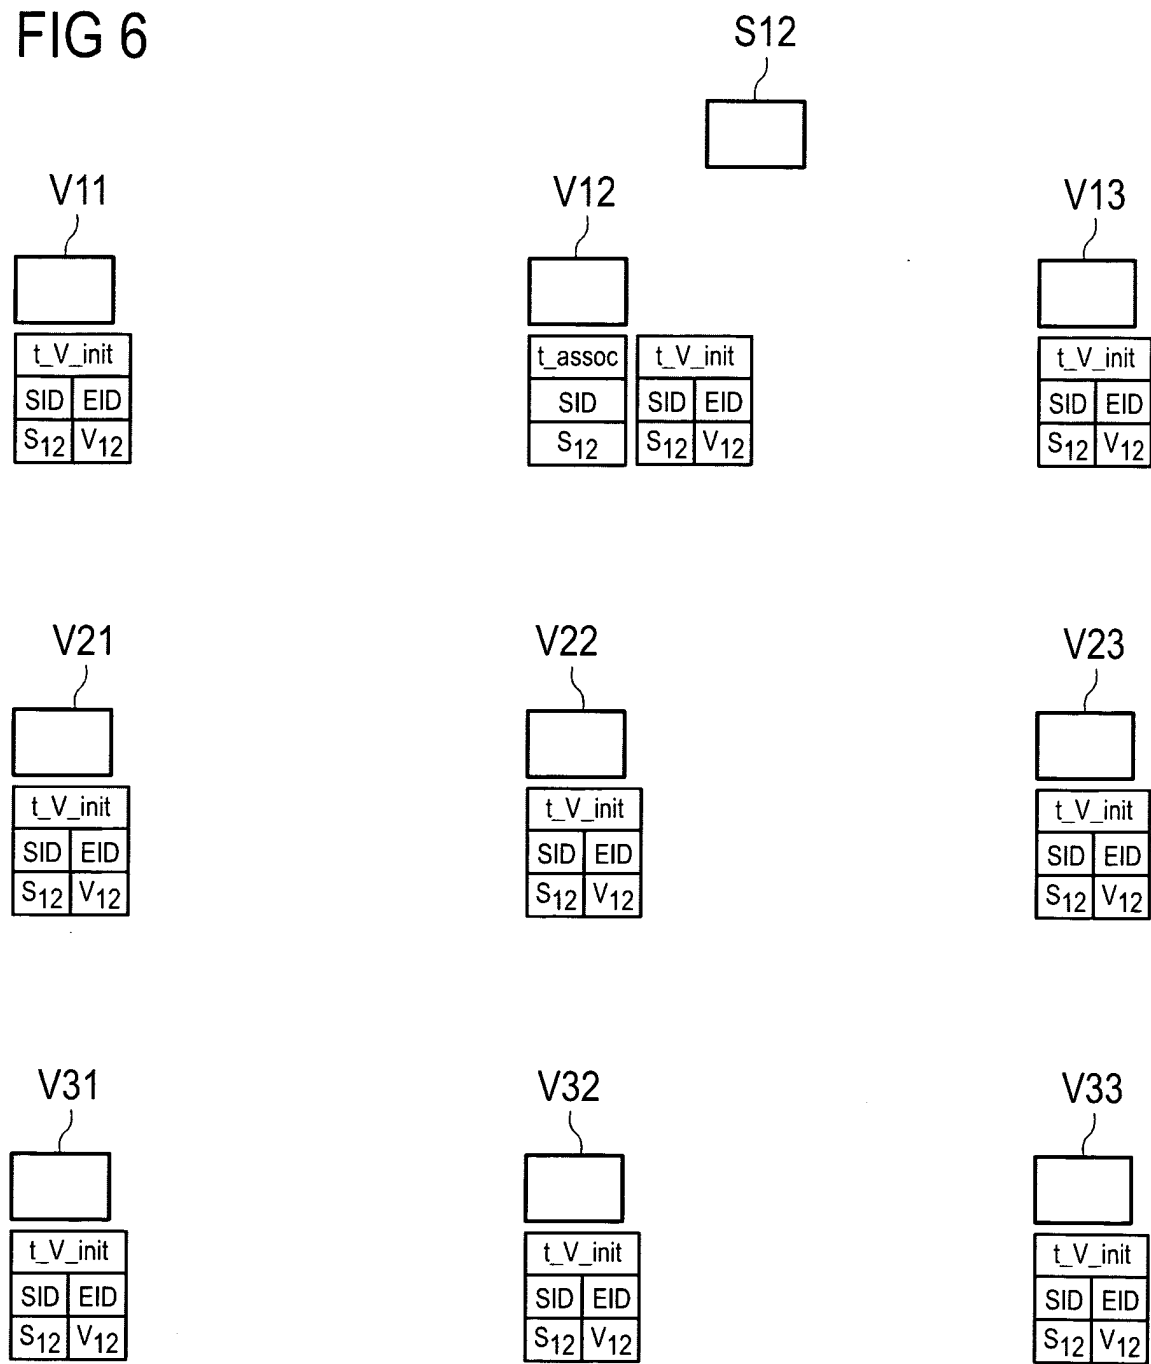 FIG 6
S12
V11 V12 V13
t_V_init t_assoc t_V_init t_V_init
SID EID SID SID EID SID EID
S12 V12 S12 S12 V12 S12 V12
V21 V22 V23
t_V_init t_V_init t_V_init
SID EID SID EID SID EID
S12 V12 S12 V12 S12 V12
V31 V32 V33
t_V_init t_V_init t_V_init
SID EID SID EID SID EID
S12 V12 S12 V12 S12 V12